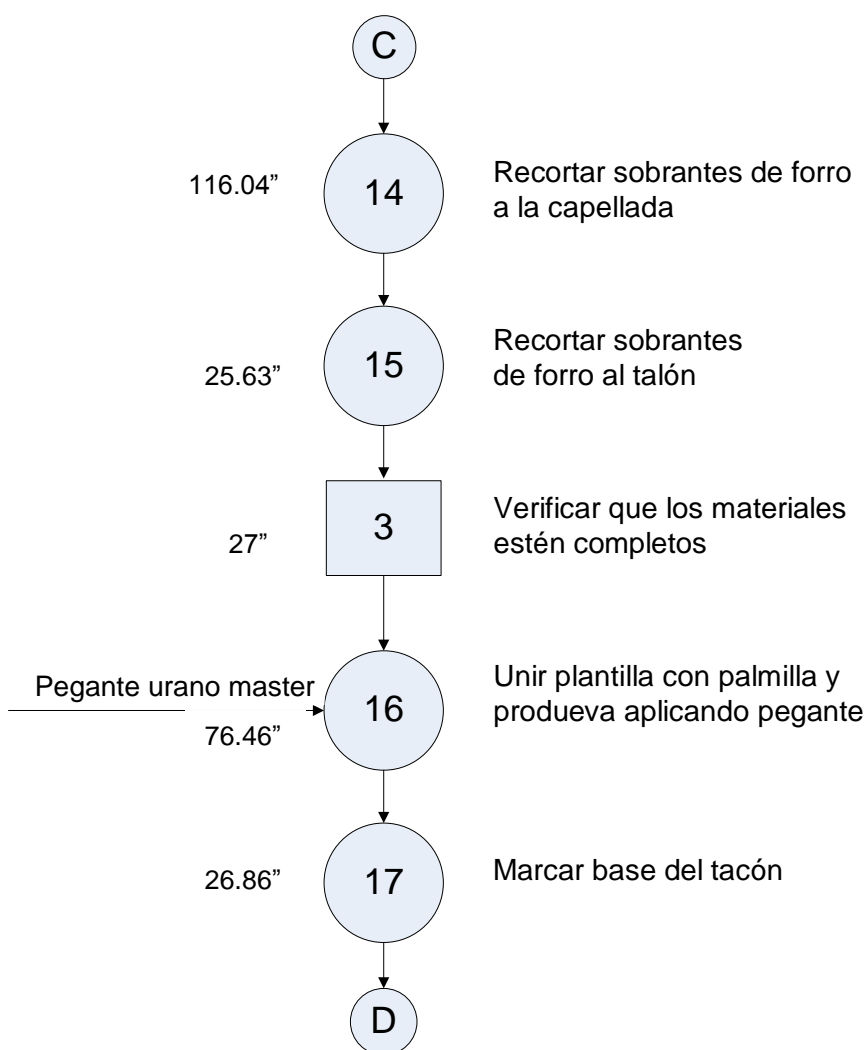 C
116.04”
14
Recortar sobrantes de forro
a la capellada
25.63”
15
Recortar sobrantes
de forro al talón
27”
3
Verificar que los materiales
estén completos
Pegante urano master
76.46”
16
Unir plantilla con palmilla y
produeva aplicando pegante
26.86”
17
Marcar base del tacón
D